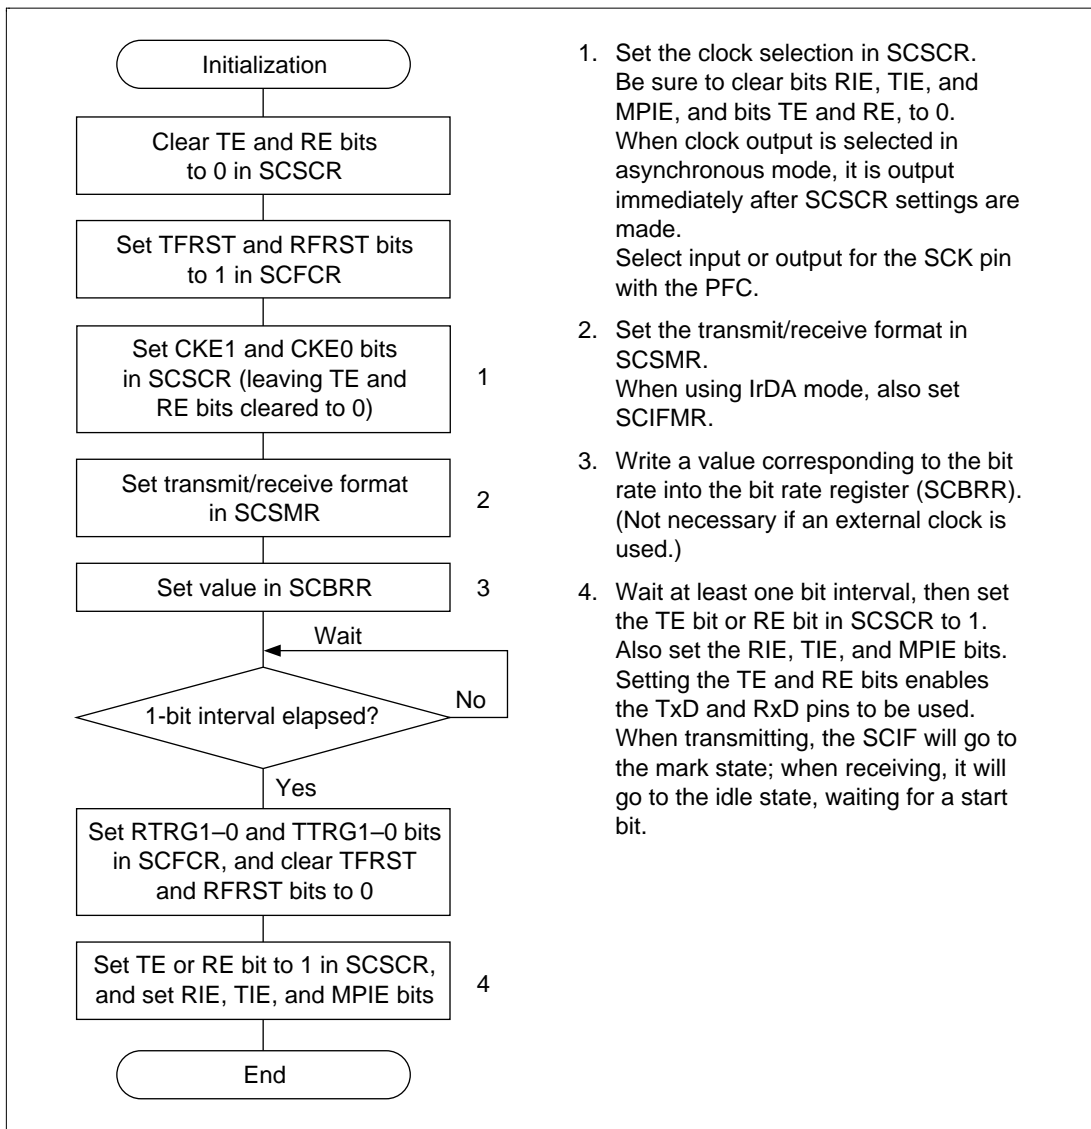 Initialization
Clear TE and RE bits
to 0 in SCSCR
Set TFRST and RFRST bits
to 1 in SCFCR
Set CKE1 and CKE0 bits
in SCSCR (leaving TE and
RE bits cleared to 0)
1
Set transmit/receive format
in SCSMR
2
Set value in SCBRR
3
Wait
1-bit interval elapsed?
No
Yes
Set RTRG1–0 and TTRG1–0 bits
in SCFCR, and clear TFRST
and RFRST bits to 0
Set TE or RE bit to 1 in SCSCR,
and set RIE, TIE, and MPIE bits
4
End
1. Set the clock selection in SCSCR.
Be sure to clear bits RIE, TIE, and
MPIE, and bits TE and RE, to 0.
When clock output is selected in
asynchronous mode, it is output
immediately after SCSCR settings are
made.
Select input or output for the SCK pin
with the PFC.
2. Set the transmit/receive format in
SCSMR.
When using IrDA mode, also set
SCIFMR.
3. Write a value corresponding to the bit
rate into the bit rate register (SCBRR).
(Not necessary if an external clock is
used.)
4. Wait at least one bit interval, then set
the TE bit or RE bit in SCSCR to 1.
Also set the RIE, TIE, and MPIE bits.
Setting the TE and RE bits enables
the TxD and RxD pins to be used.
When transmitting, the SCIF will go to
the mark state; when receiving, it will
go to the idle state, waiting for a start
bit.